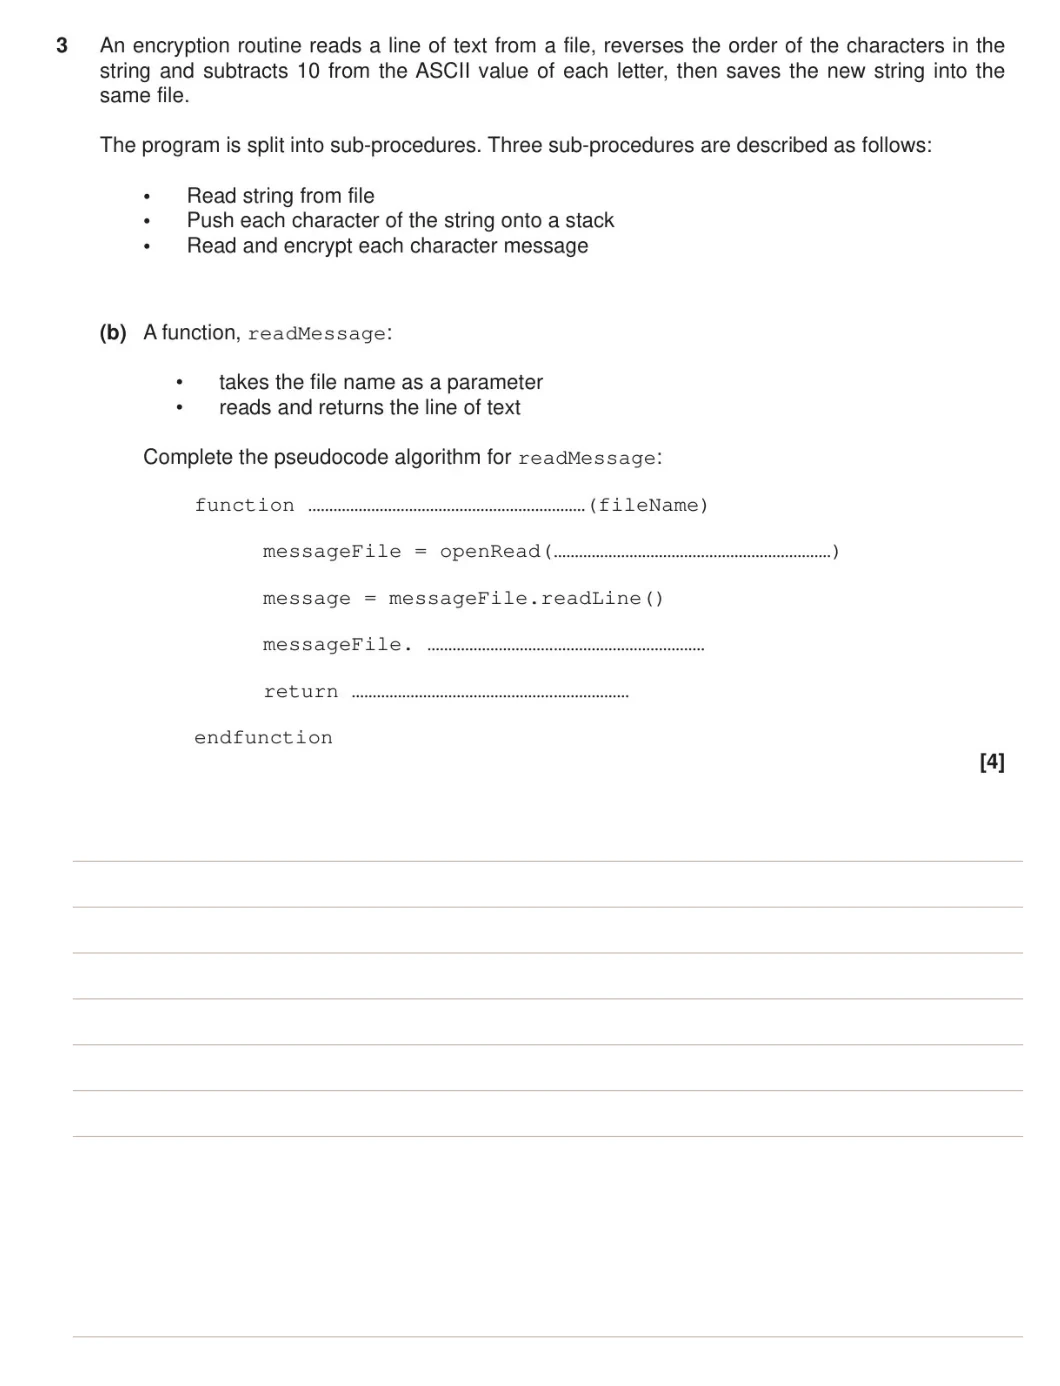 3 An encryption routine reads a line of text from a file, reverses the order of the characters in the
string and subtracts 10 from the ASCII value of each letter, then saves the new string into the
same file.
The program is split into sub-procedures. Three sub-procedures are described as follows:
• Read string from file
• Push each character of the string onto a stack
• Read and encrypt each character message
(b) A function, readMessage:
• takes the file name as a parameter
• reads and returns the line of text
Complete the pseudocode algorithm for readMessage:
function .................................................................. (fileName)
messageFile = openRead(..................................................................)
message = messageFile.readLine()
messageFile. ..................................................................
return ..................................................................
endfunction
[4]